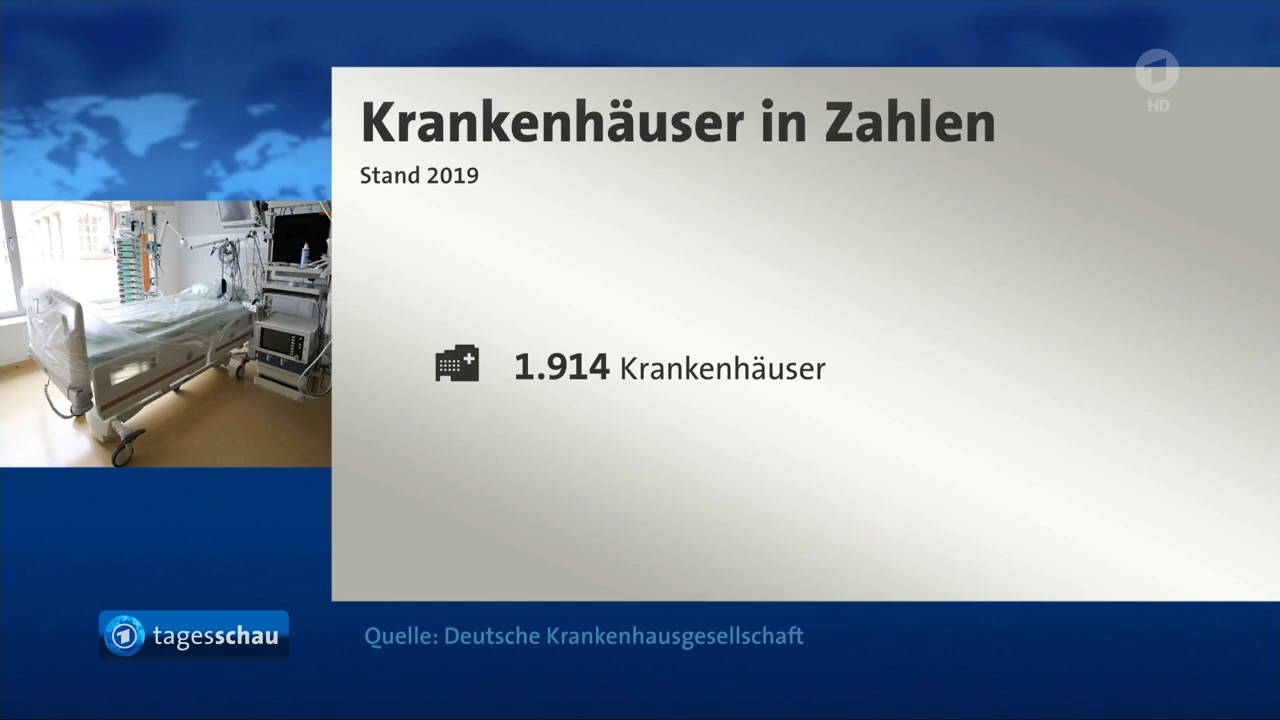 Krankenhäuser in Zahlen
Stand 2019
1.914 Krankenhäuser
HD
tagesschau
Quelle: Deutsche Krankenhausgesellschaft